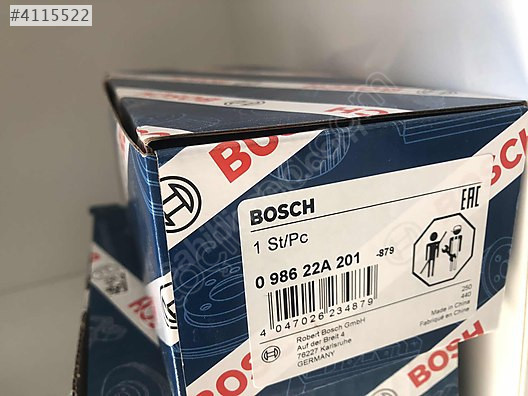 #4115522
BOSCH
BOSCH
1 St/Pc
0 986 22A 201 -879
EAC
4 047026 234879
250
440
Made in China
Fabriqué en China
Robert Bosch GmbH
Auf der Breit 4
76227 Karlsruhe
GERMANY
BOSCH
BOSCH